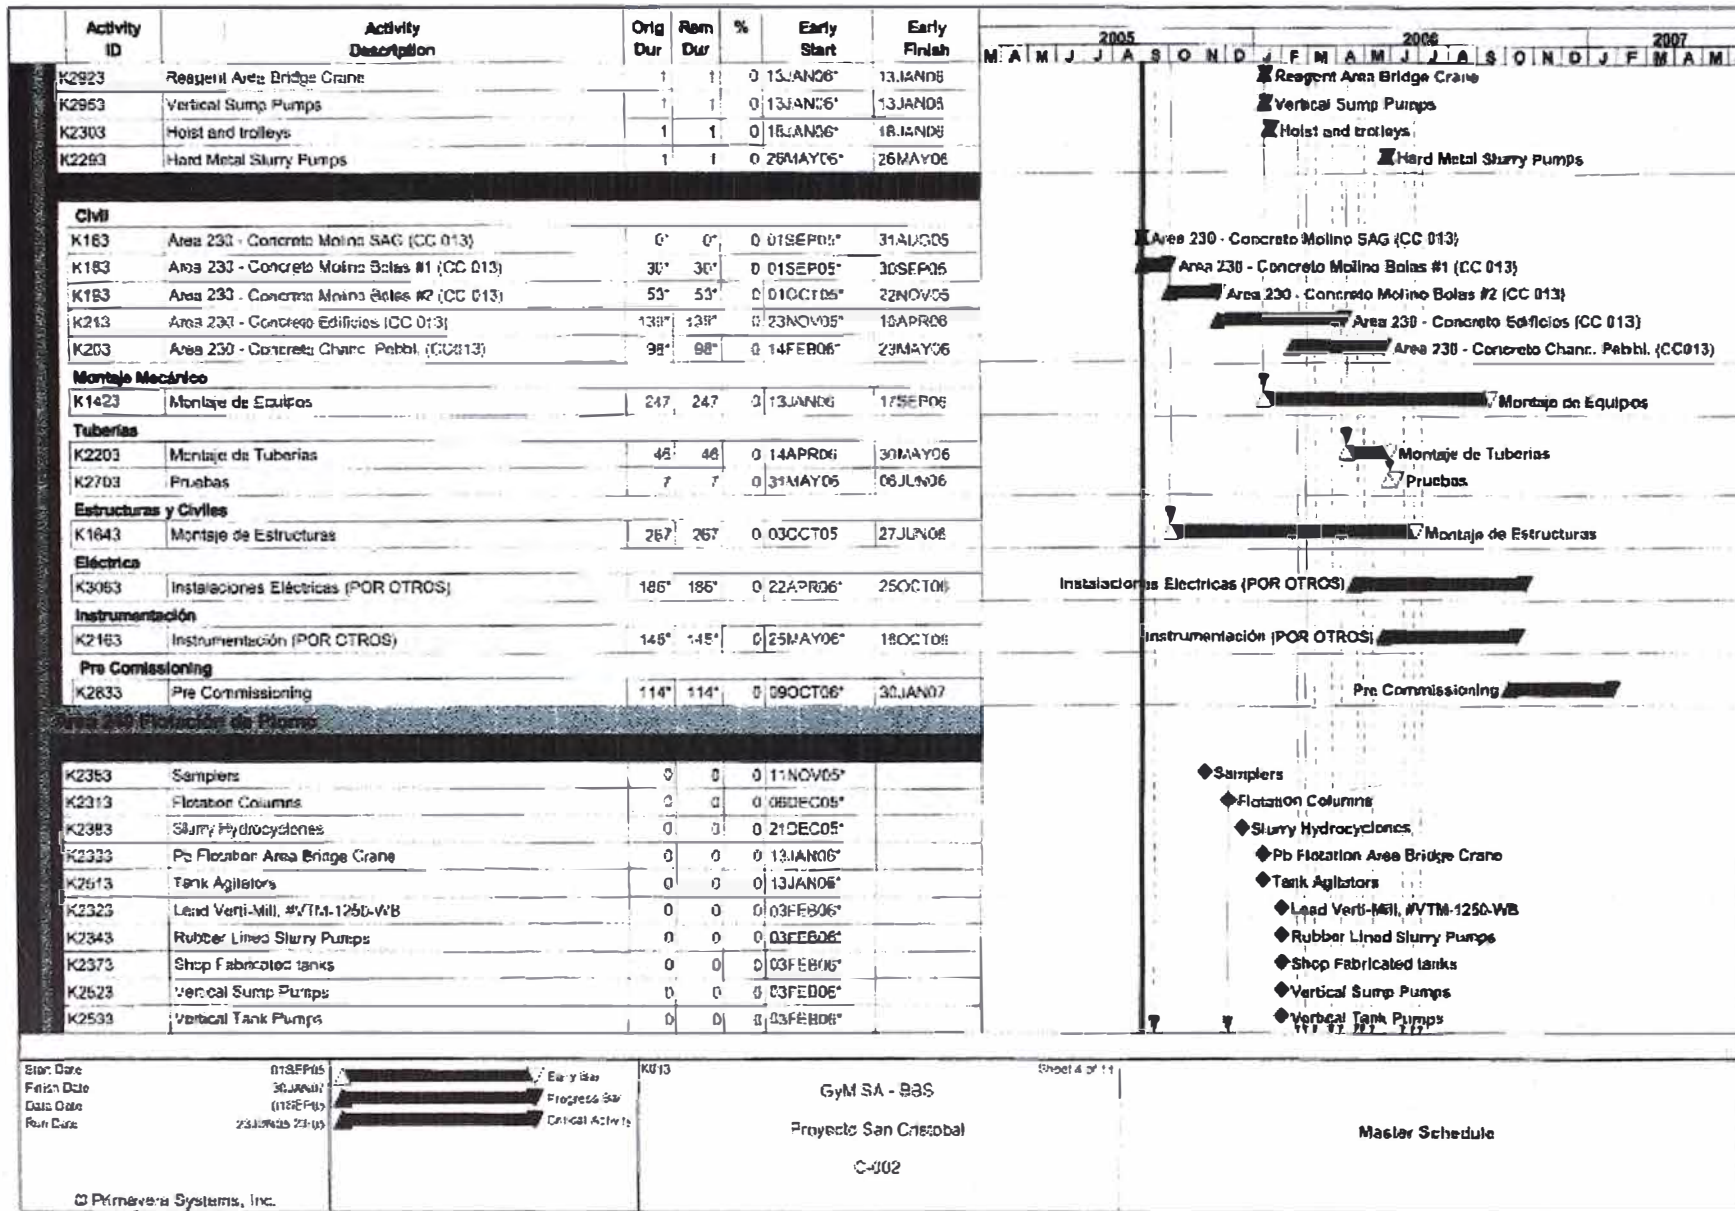 Activity ID Activity Description Orig Dur Rem Dur % Early Start Early Finish 2005 2006 2007
M A M J J A S O N D J F M A M J J A S O N D J F M A M
K2923 Reagent Area Bridge Crane 1 1 0 13JAN06* 13JAN06 Reagent Area Bridge Crane
K2953 Vertical Sump Pumps 1 1 0 13JAN06* 13JAN06 Vertical Sump Pumps
K2303 Hoist and trolleys 1 1 0 18JAN06* 18JAN06 Hoist and trolleys
K2293 Hard Metal Slurry Pumps 1 1 0 26MAY06* 26MAY06 Hard Metal Slurry Pumps
Civil
K163 Area 230 - Concreto Molino SAG (CC 013) 0* 0* 0 01SEP05* 31AUG05 Area 230 - Concreto Molino SAG (CC 013)
K183 Area 230 - Concreto Molino Bolas #1 (CC 013) 30* 30* 0 01SEP05* 30SEP05 Area 230 - Concreto Molino Bolas #1 (CC 013)
K193 Area 230 - Concreto Molino Bolas #2 (CC 013) 53* 53* 0 01OCT05* 22NOV05 Area 230 - Concreto Molino Bolas #2 (CC 013)
K213 Area 230 - Concreto Edificios (CC 013) 139* 139* 0 23NOV05* Area 230 - Concreto Edificios (CC 013)
K203 Area 230 - Concreto Chanc. Pebbl. (CC013) 98* 98* 0 14FEB06* 23MAY06 Area 230 - Concreto Chanc.. Pebbl. (CC013)
Montaje Mecánico
K1423 Montaje de Equipos 247 247 0 13JAN06 17SEP06 Montaje de Equipos
Tuberias
K2203 Montaje de Tuberias 46 46 0 14APR06 30MAY06 Montaje de Tuberias
K2703 Pruebas 7 7 0 31MAY06 06JUN06 Pruebas
Estructuras y Civiles
K1643 Montaje de Estructuras 267 267 0 03OCT05 27JUN06 Montaje de Estructuras
Eléctrica
K3063 Instalaciones Eléctricas (POR OTROS) 186* 186* 0 22APR06* 25OCT06 Instalaciones Electricas (POR OTROS)
Instrumentación
K2163 Instrumentación (POR OTROS) 145* 145* 0 25MAY06* 18OCT06 Instrumentación (POR OTROS)
Pre Comissioning
K2833 Pre Commissioning 114* 114* 0 09OCT06* 30JAN07 Pre Commissioning
Area 240 Flotación de Plomo
K2353 Samplers 0 0 0 11NOV05* Samplers
K2313 Flotation Columns 0 0 0 06DEC05* Flotation Columns
K2383 Slurry Hydrocyclones 0 0 0 21DEC05* Slurry Hydrocyclones
K2333 Pb Flotation Area Bridge Crane 0 0 0 13JAN06* Pb Flotation Area Bridge Crane
K2513 Tank Agitators 0 0 0 13JAN06* Tank Agitators
K2323 Lead Verti-Mill, #VTM-1250-WB 0 0 0 03FEB06* Lead Verti-Mill, #VTM-1250-WB
K2343 Rubber Lined Slurry Pumps 0 0 0 03FEB06* Rubber Lined Slurry Pumps
K2373 Shop Fabricated tanks 0 0 0 03FEB06* Shop Fabricated tanks
K2523 Vertical Sump Pumps 0 0 0 03FEB06* Vertical Sump Pumps
K2533 Vertical Tank Pumps 0 0 0 03FEB06* Vertical Tank Pumps
Start Date 01SEP05 Early Bar K013 Sheet 4 of 11
Finish Date 30JAN07 Progress Bar
Data Date 01SEP05 Critical Activity
Run Date 23:05
GyM SA - BBS
Proyecto San Cristobal
C-002
Master Schedule
© Primavera Systems, Inc.